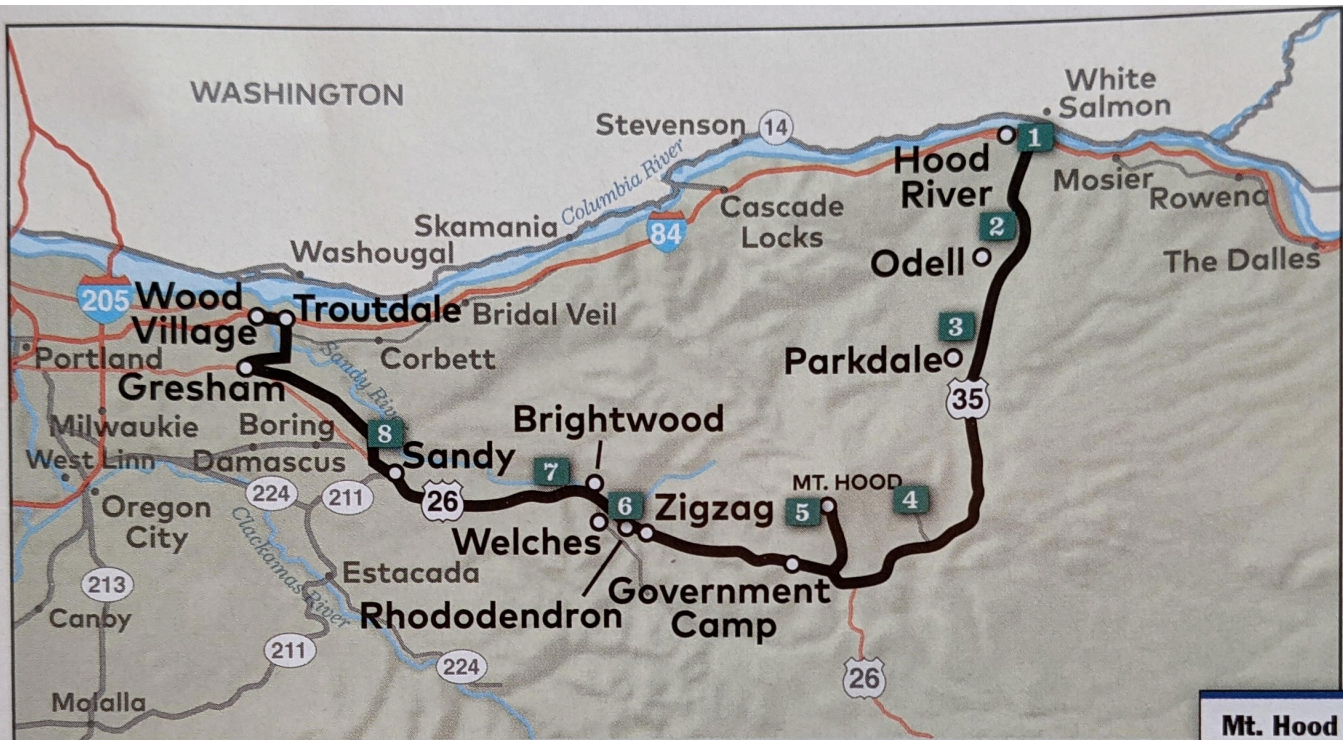 WASHINGTON
White
Salmon
Stevenson
14
1
Hood
River
Columbia River
Mosier
Rowena
Cascade
Locks
Skamania
84
2
Washougal
Odell
The Dalles
205
Wood
Village
Troutdale
Bridal Veil
3
Portland
Corbett
Parkdale
Gresham
Sandy Riv
35
Milwaukie
Boring
Brightwood
8
West Linn
Damascus
Sandy
7
MT. HOOD
224
211
26
6
Zigzag
5
4
Oregon
City
Clackamas River
Welches
213
Estacada
Government
Camp
Canby
Rhododendron
211
224
26
Molalla
Mt. Hood